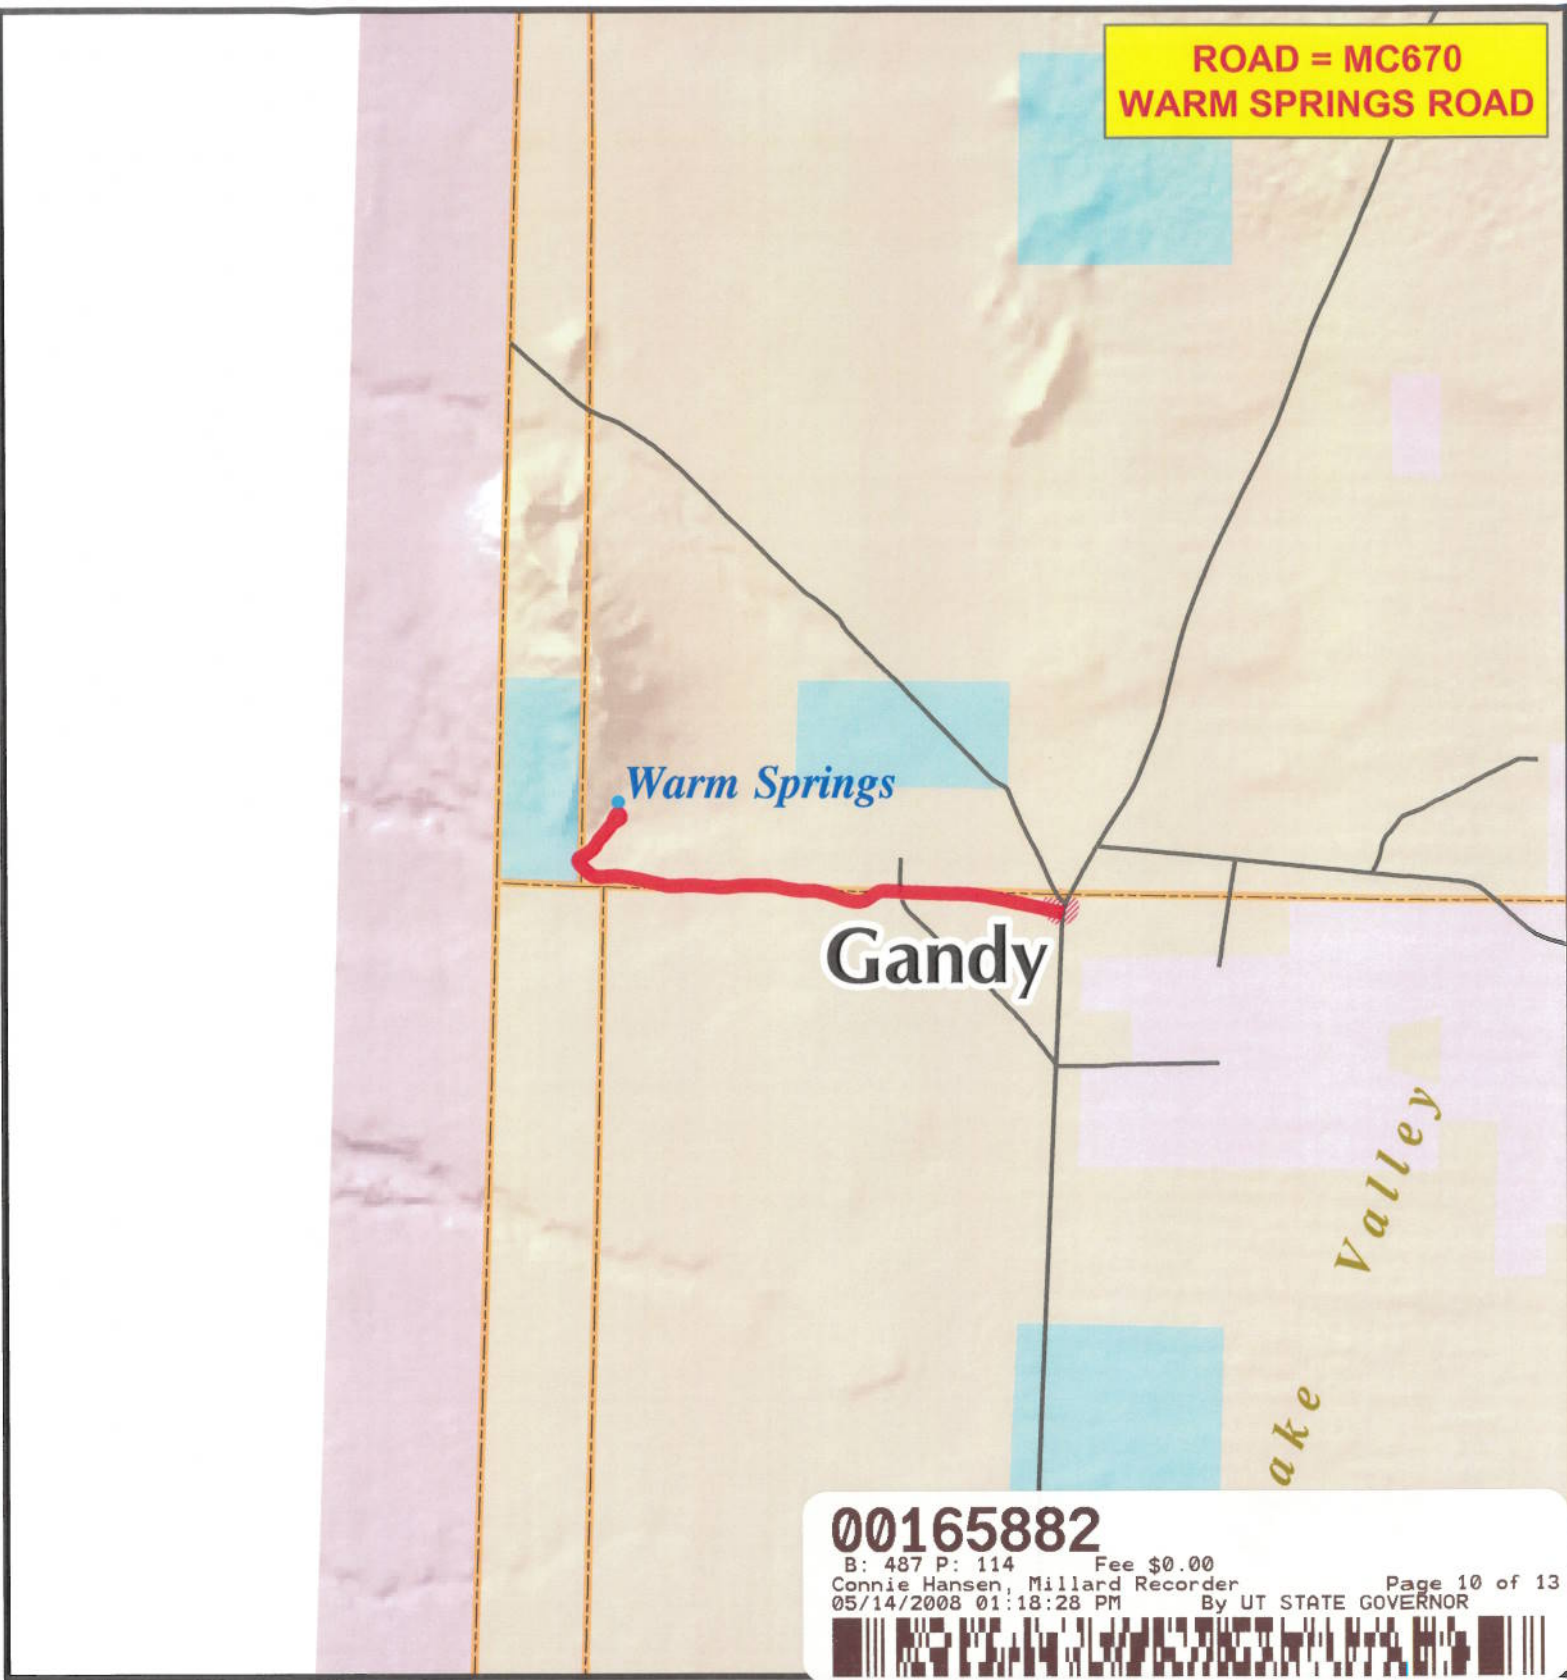 ROAD = MC670
WARM SPRINGS ROAD
Warm Springs
Gandy
Valley
ake
00165882
B: 487 P: 114 Fee $0.00
Connie Hansen, Millard Recorder Page 10 of 13
05/14/2008 01:18:28 PM By UT STATE GOVERNOR